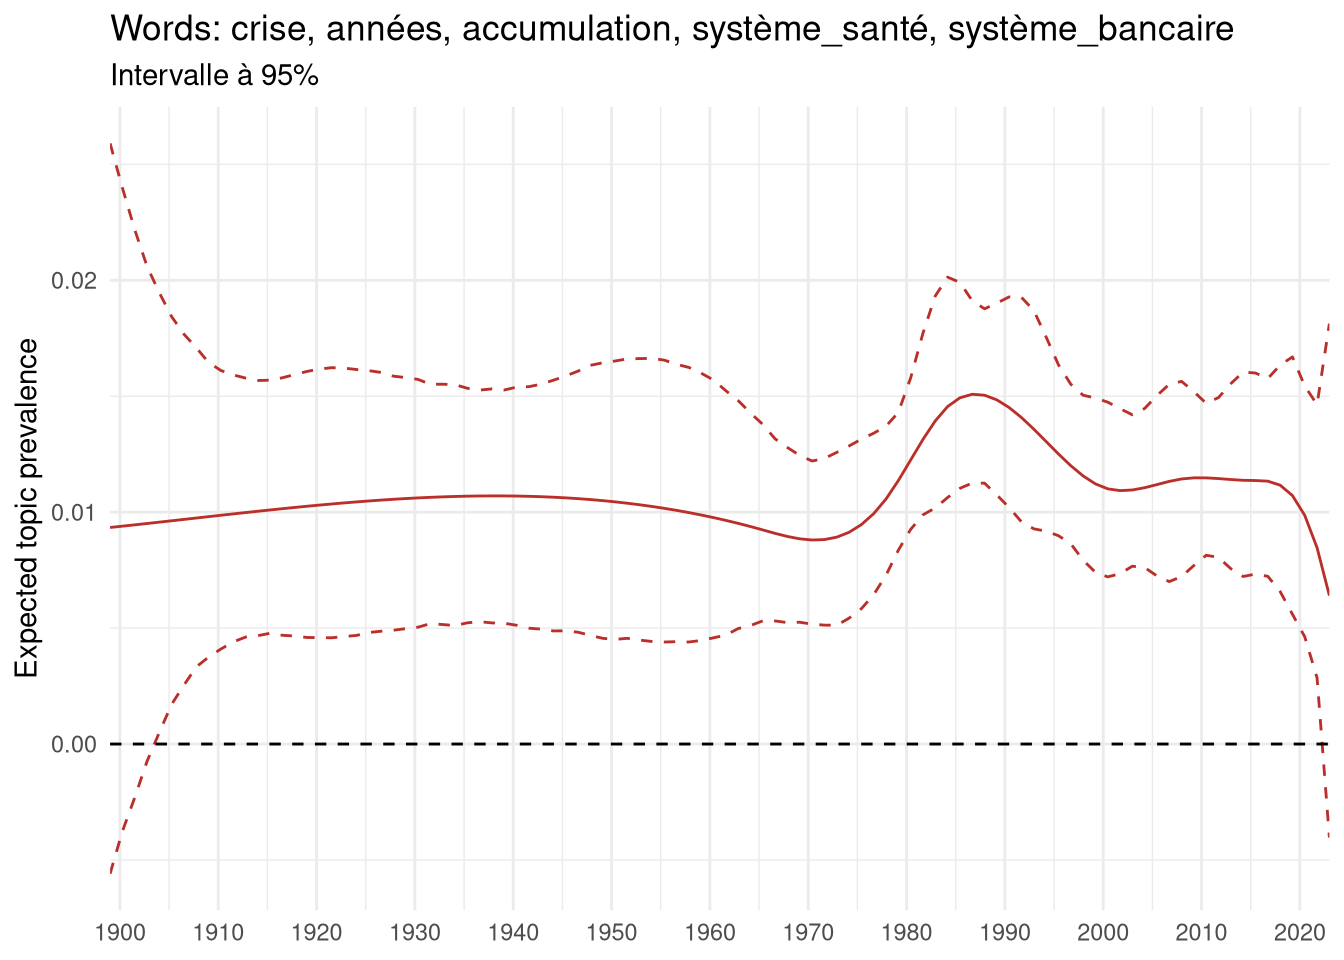 Words: crise, années, accumulation, système_santé, système_bancaire
Intervalle à 95%
Expected topic prevalence
0.02
0.01
0.00
1900 1910 1920 1930 1940 1950 1960 1970 1980 1990 2000 2010 2020